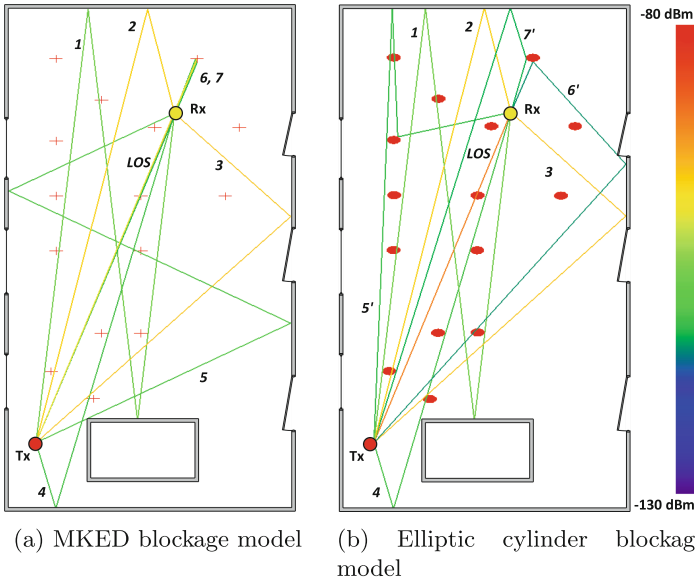 1
2
6, 7
Rx
LOS
3
5
Tx
4
(a) MKED blockage model
1
2
7'
6'
Rx
LOS
3
5'
Tx
4
-80 dBm
-130 dBm
(b) Elliptic cylinder blockag
model